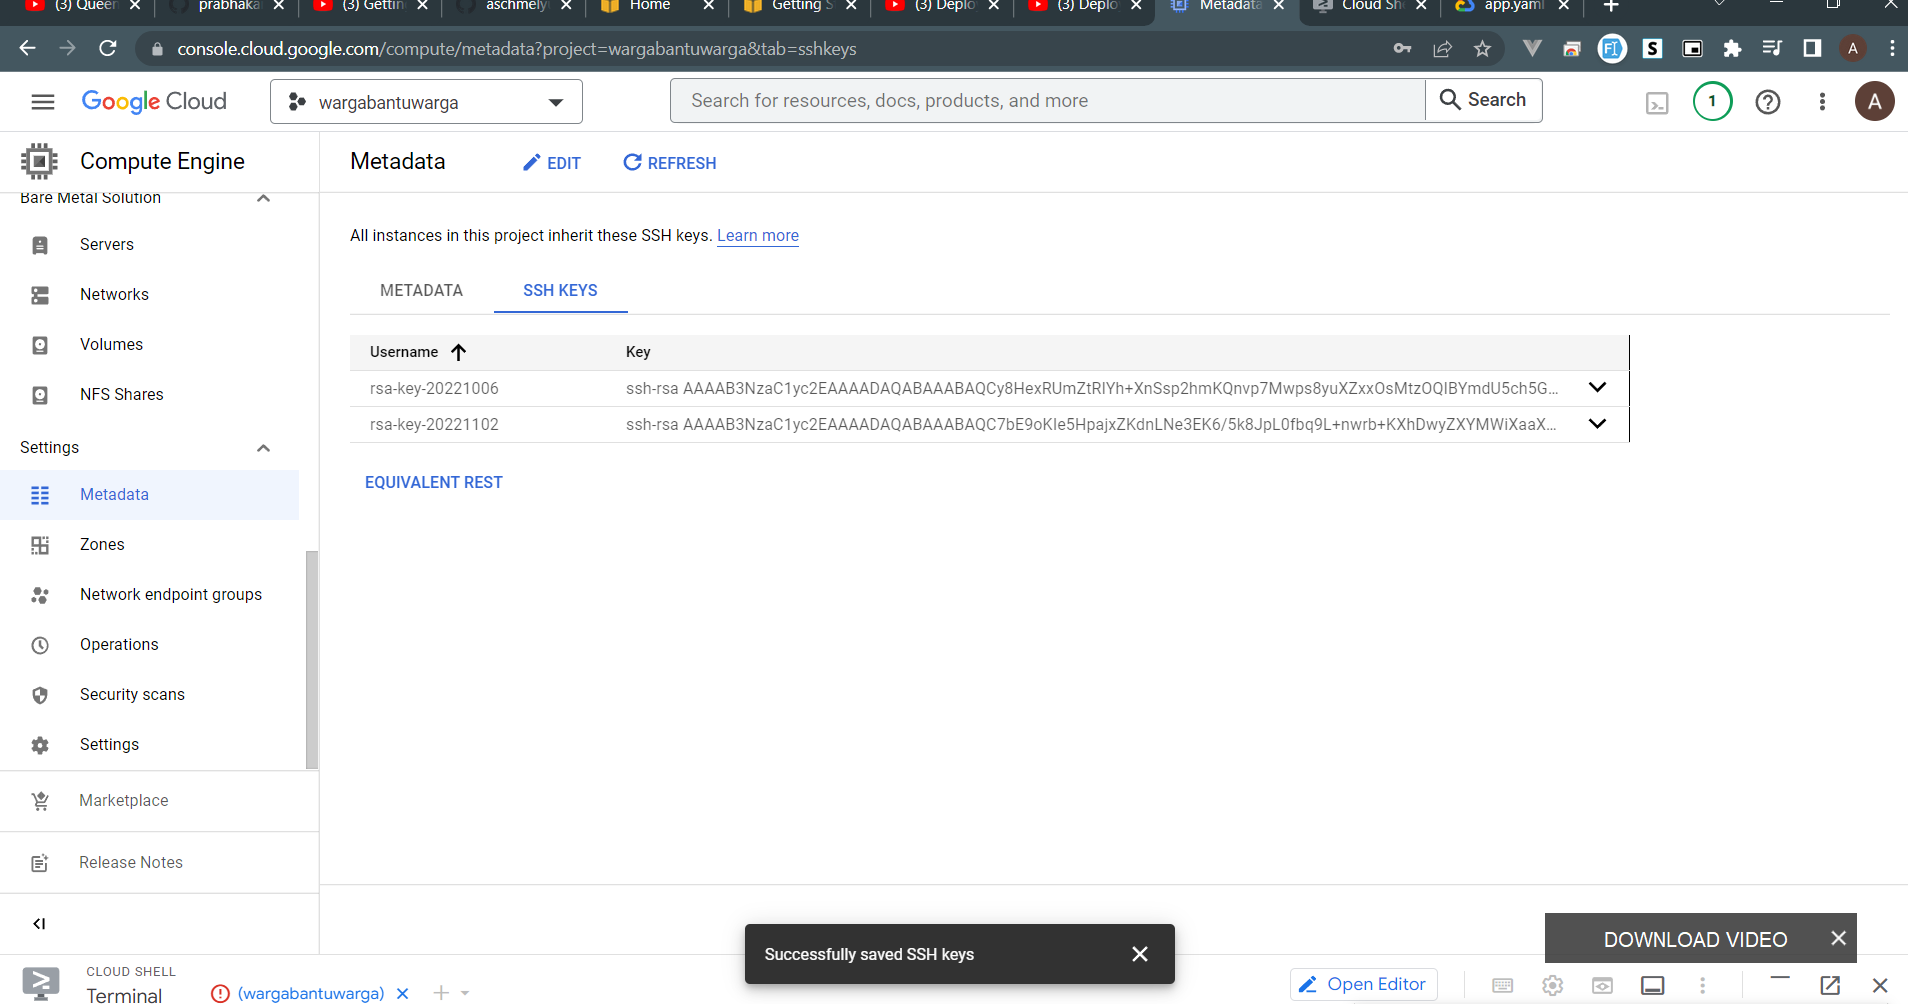 (3) Queen
prabhaka
(3) Gettin
aschmely
Home
Getting S
(3) Deplo
(3) Deplo
Metadata
Cloud She
app.yaml
console.cloud.google.com/compute/metadata?project=wargabantuwarga&tab=sshkeys
A
Google Cloud
wargabantuwarga
Search for resources, docs, products, and more
Search
1
A
Compute Engine
Metadata
EDIT
REFRESH
Bare Metal Solution
Servers
Networks
Volumes
NFS Shares
Settings
Metadata
Zones
Network endpoint groups
Operations
Security scans
Settings
Marketplace
Release Notes
All instances in this project inherit these SSH keys. Learn more
METADATA
SSH KEYS
Username Key
rsa-key-20221006 ssh-rsa AAAAB3NzaC1yc2EAAAADAQABAAABAQCy8HexRUmZtRIYh+XnSsp2hmKQnvp7Mwps8yuXZxxOsMtzOQIBYmdU5ch5G...
rsa-key-20221102 ssh-rsa AAAAB3NzaC1yc2EAAAADAQABAAABAQC7bE9oKIe5HpajxZKdnLNe3EK6/5k8JpL0fbq9L+nwrb+KXhDwyZXYMWiXaaX...
EQUIVALENT REST
Successfully saved SSH keys
DOWNLOAD VIDEO
CLOUD SHELL
Terminal
(wargabantuwarga)
Open Editor